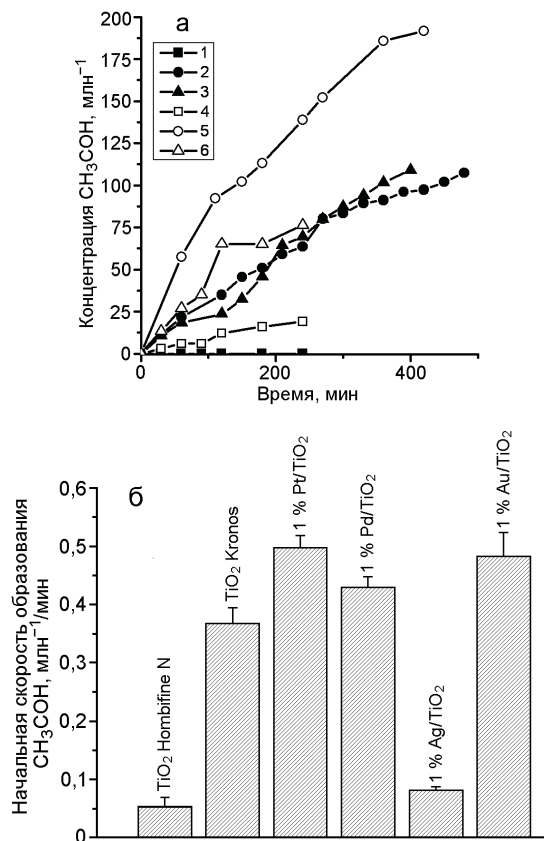 а
Концентрация CH₃COH, млн⁻¹
200
175
150
125
100
75
50
25
0
1
2
3
4
5
6
0
200
400
Время, мин
б
Начальная скорость образования
CH₃COH, млн⁻¹/мин
0,6
0,5
0,4
0,3
0,2
0,1
0
TiO₂ Hombifine N
TiO₂ Kronos
1 % Pt/TiO₂
1 % Pd/TiO₂
1 % Ag/TiO₂
1 % Au/TiO₂